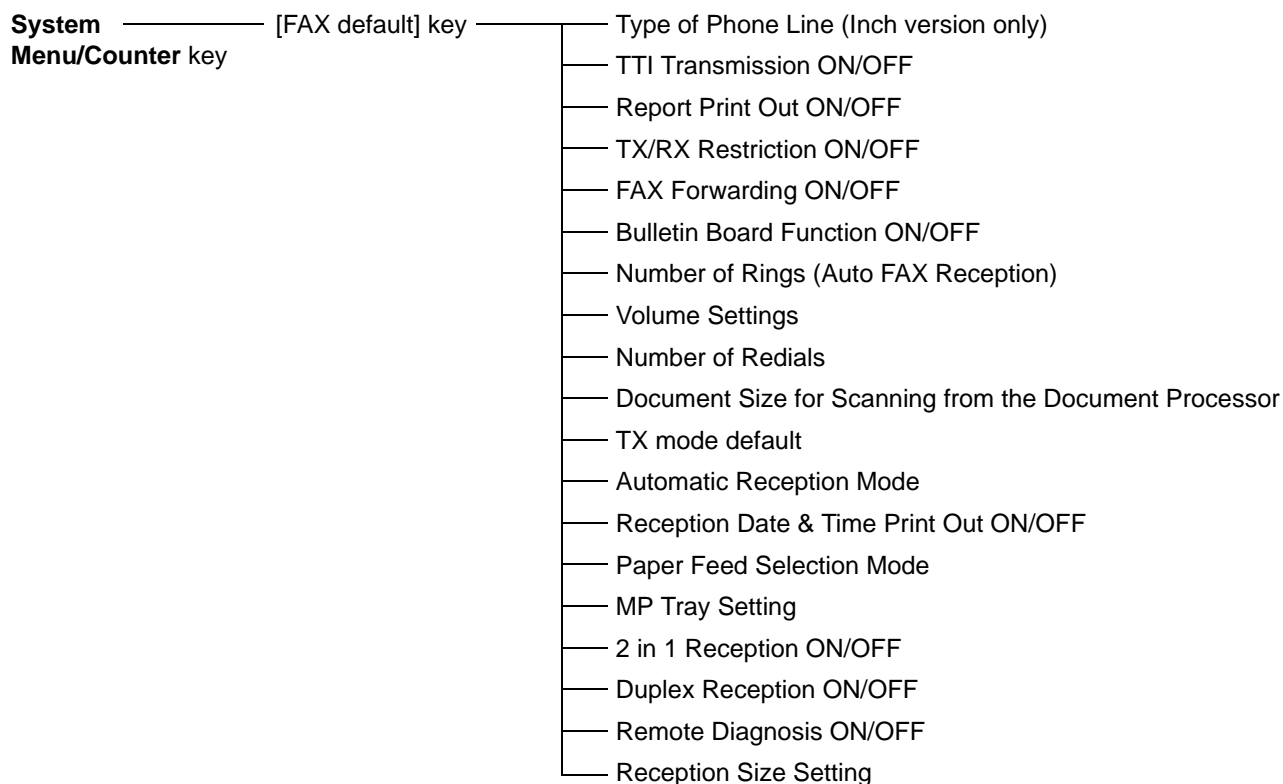 System
Menu/Counter key
[FAX default] key
Type of Phone Line (Inch version only)
TTI Transmission ON/OFF
Report Print Out ON/OFF
TX/RX Restriction ON/OFF
FAX Forwarding ON/OFF
Bulletin Board Function ON/OFF
Number of Rings (Auto FAX Reception)
Volume Settings
Number of Redials
Document Size for Scanning from the Document Processor
TX mode default
Automatic Reception Mode
Reception Date & Time Print Out ON/OFF
Paper Feed Selection Mode
MP Tray Setting
2 in 1 Reception ON/OFF
Duplex Reception ON/OFF
Remote Diagnosis ON/OFF
Reception Size Setting